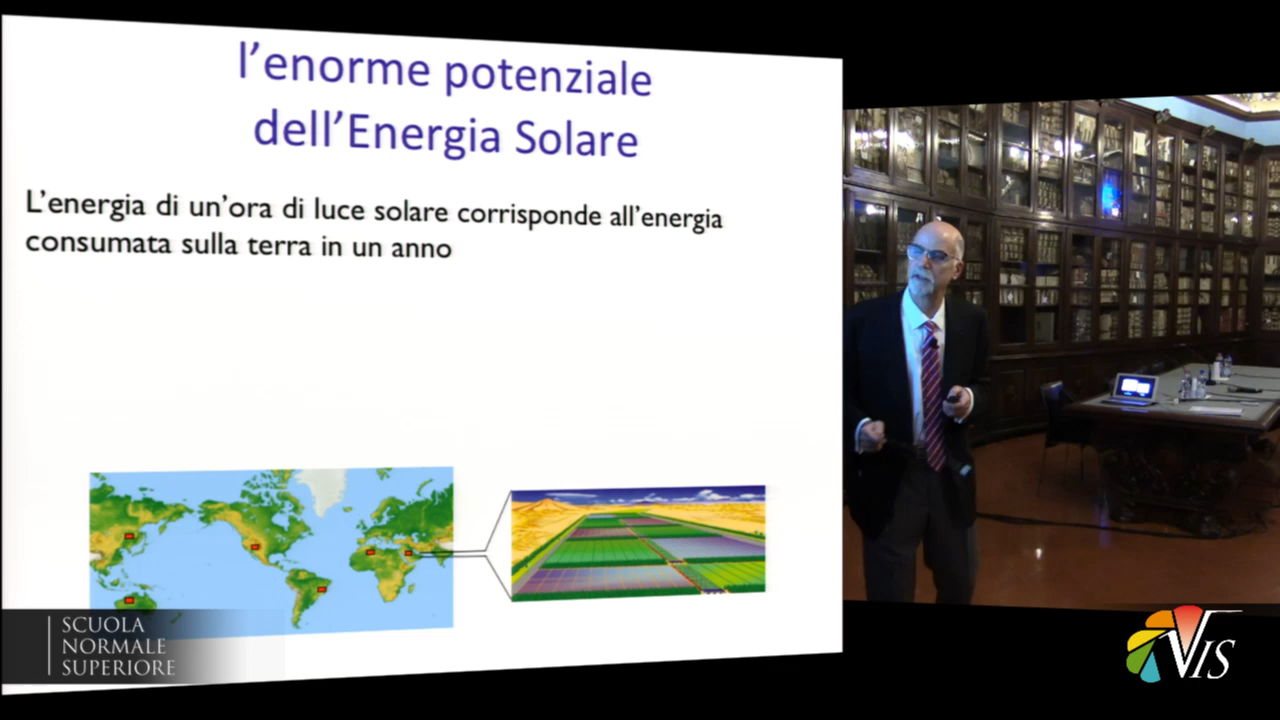 l'enorme potenziale
dell'Energia Solare
L'energia di un'ora di luce solare corrisponde all'energia
consumata sulla terra in un anno
SCUOLA
NORMALE
SUPERIORE
VIS